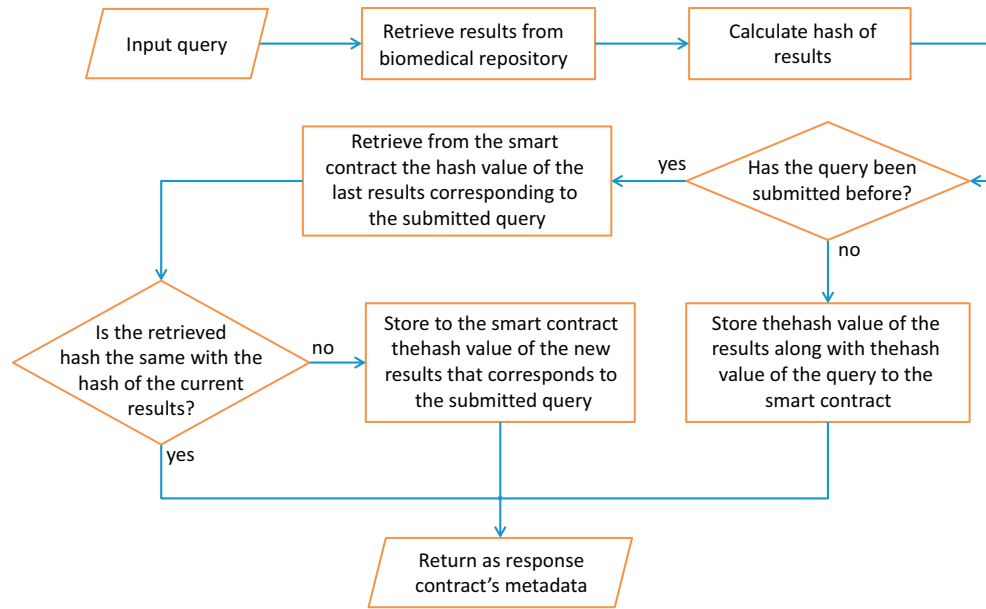 Input query
Retrieve results from
biomedical repository
Calculate hash of
results
Has the query been
submitted before?
yes
no
Retrieve from the smart
contract the hash value of the
last results corresponding to
the submitted query
Is the retrieved
hash the same with the
hash of the current
results?
no
yes
Store to the smart contract
thehash value of the new
results that corresponds to
the submitted query
Store thehash value of the
results along with thehash
value of the query to the
smart contract
Return as response
contract’s metadada